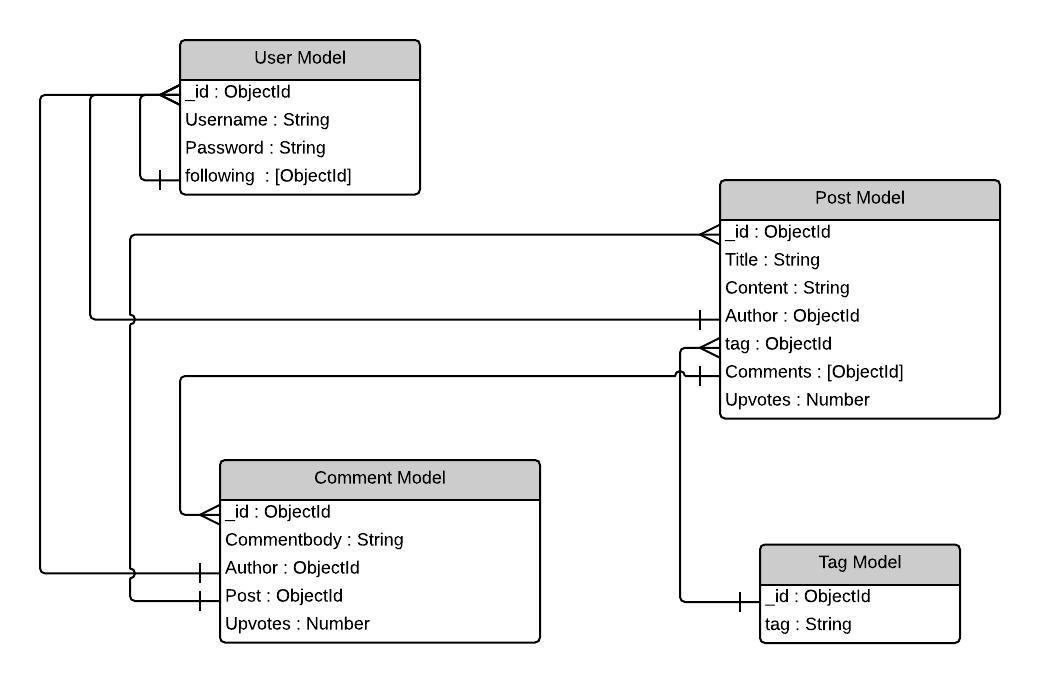 User Model
_id : ObjectId
Username : String
Password : String
following : [ObjectId]
Post Model
_id : ObjectId
Title : String
Content : String
Author : ObjectId
tag : ObjectId
Comments : [ObjectId]
Upvotes : Number
Comment Model
_id : ObjectId
Commentbody : String
Author : ObjectId
Post : ObjectId
Upvotes : Number
Tag Model
_id : ObjectId
tag : String